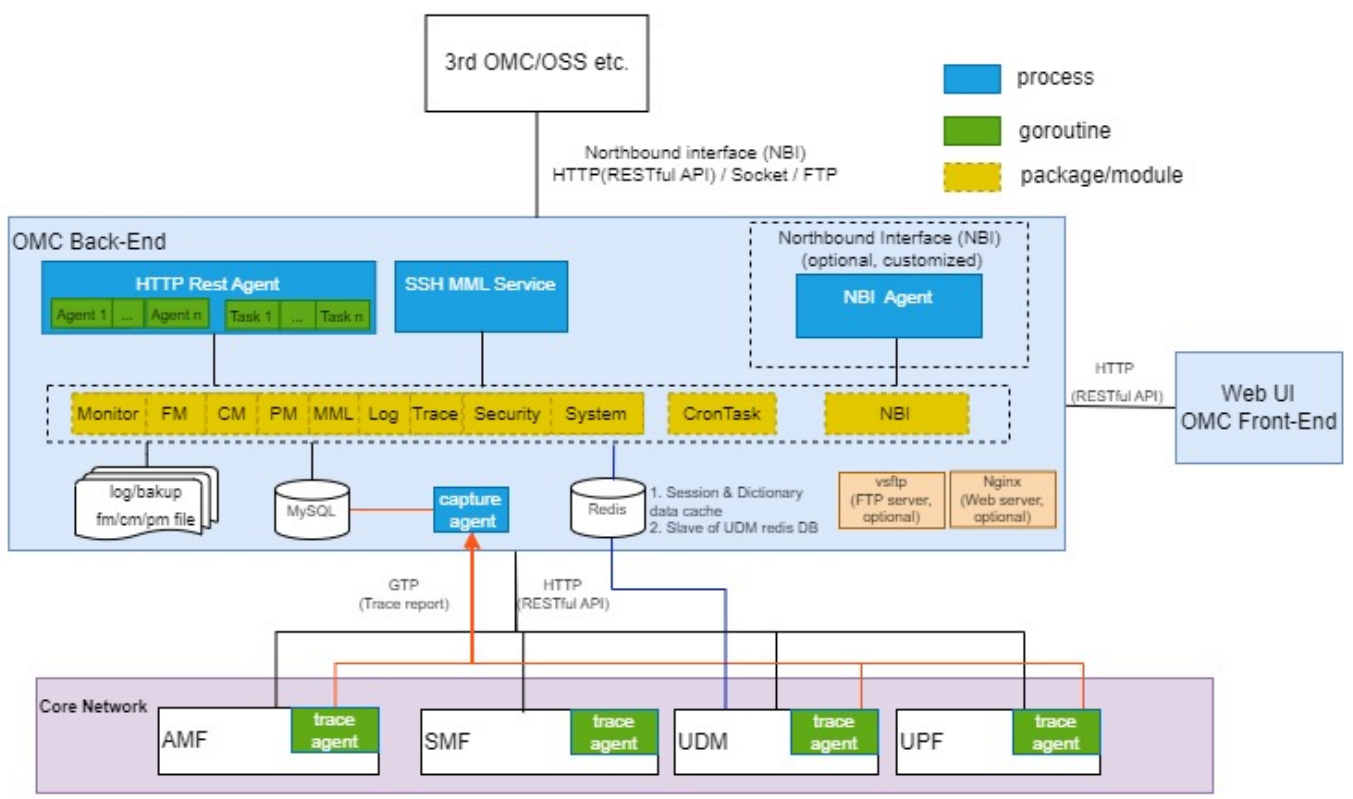 3rd OMC/OSS etc.
process
goroutine
package/module
Northbound interface (NBI)
HTTP(RESTful API) / Socket / FTP
OMC Back-End
HTTP Rest Agent
Agent 1 ... Agent n Task 1 ... Task n
SSH MML Service
Northbound Interface (NBI)
(optional, customized)
NBI Agent
HTTP
(RESTful API)
Web UI
OMC Front-End
Monitor FM CM PM MML Log Trace Security System CronTask NBI
log/bakup
fm/cm/pm file
MySQL
capture
agent
Redis
1. Session & Dictionary
data cache
2. Slave of UDM redis DB
vsftp
(FTP server,
optional)
Nginx
(Web server,
optional)
GTP
(Trace report)
HTTP
(RESTful API)
Core Network
AMF
trace
agent
SMF
trace
agent
UDM
trace
agent
UPF
trace
agent